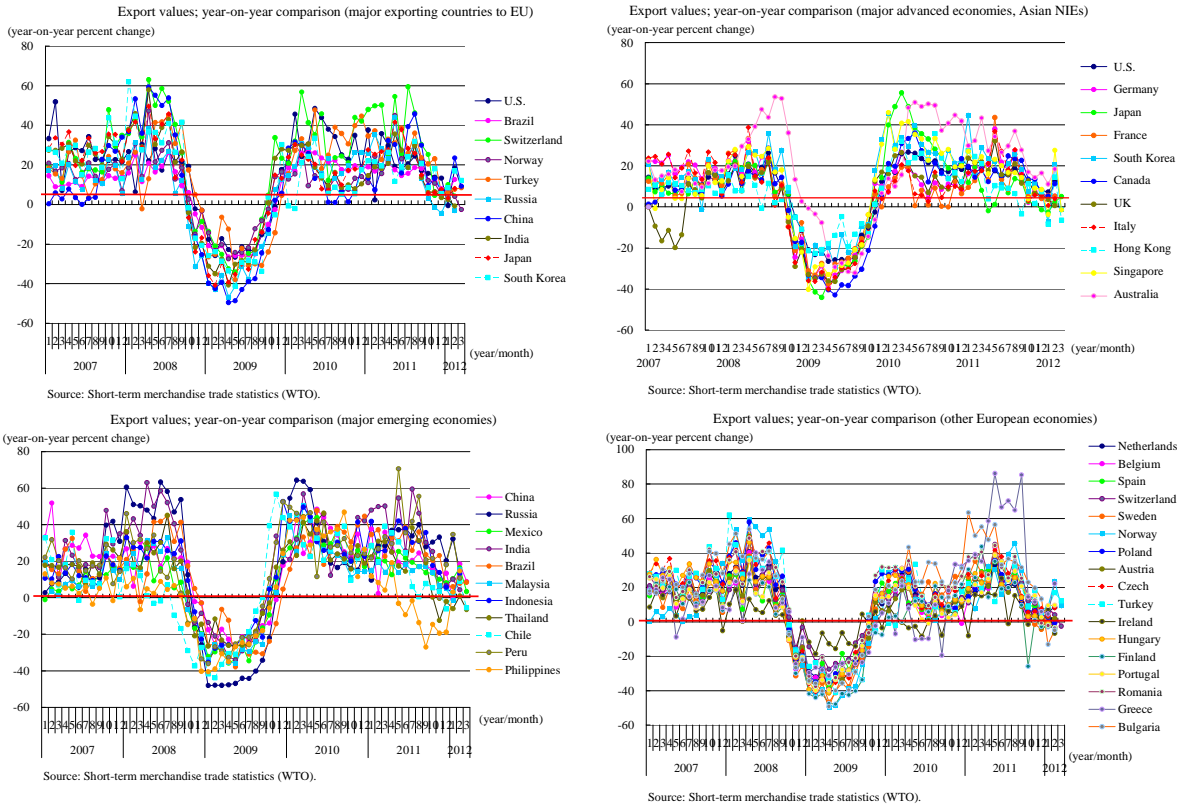 Export values; year-on-year comparison (major exporting countries to EU)
(year-on-year percent change)
80
60
40
20
0
-20
-40
-60
U.S.
Brazil
Switzerland
Norway
Turkey
Russia
China
India
Japan
South Korea
(year/month)
2007 2008 2009 2010 2011 2012
Source: Short-term merchandise trade statistics (WTO).
Export values; year-on-year comparison (major advanced economies, Asian NIEs)
(year-on-year percent change)
80
60
40
20
0
-20
-40
-60
U.S.
Germany
Japan
France
South Korea
Canada
UK
Italy
Hong Kong
Singapore
Australia
(year/month)
2007 2008 2009 2010 2011 2012
Source: Short-term merchandise trade statistics (WTO).
Export values; year-on-year comparison (major emerging economies)
(year-on-year percent change)
80
60
40
20
0
-20
-40
-60
China
Russia
Mexico
India
Brazil
Malaysia
Indonesia
Thailand
Chile
Peru
Philippines
(year/month)
2007 2008 2009 2010 2011 2012
Source: Short-term merchandise trade statistics (WTO).
Export values; year-on-year comparison (other European economies)
(year-on-year percent change)
100
80
60
40
20
0
-20
-40
-60
Netherlands
Belgium
Spain
Switzerland
Sweden
Norway
Poland
Austria
Czech
Turkey
Ireland
Hungary
Finland
Portugal
Romania
Greece
Bulgaria
(year/month)
2007 2008 2009 2010 2011 2012
Source: Short-term merchandise trade statistics (WTO).